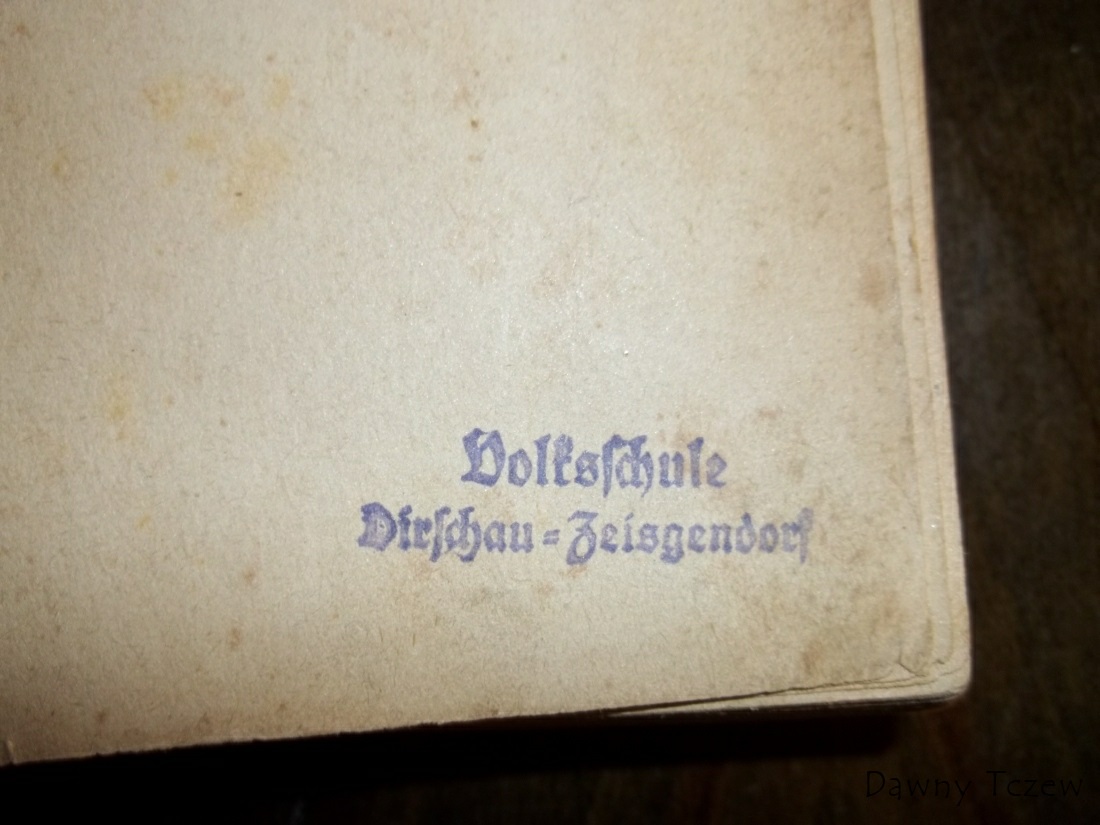 Volksschule
Dirschau-Zeisgendorf
Dawny Tczew